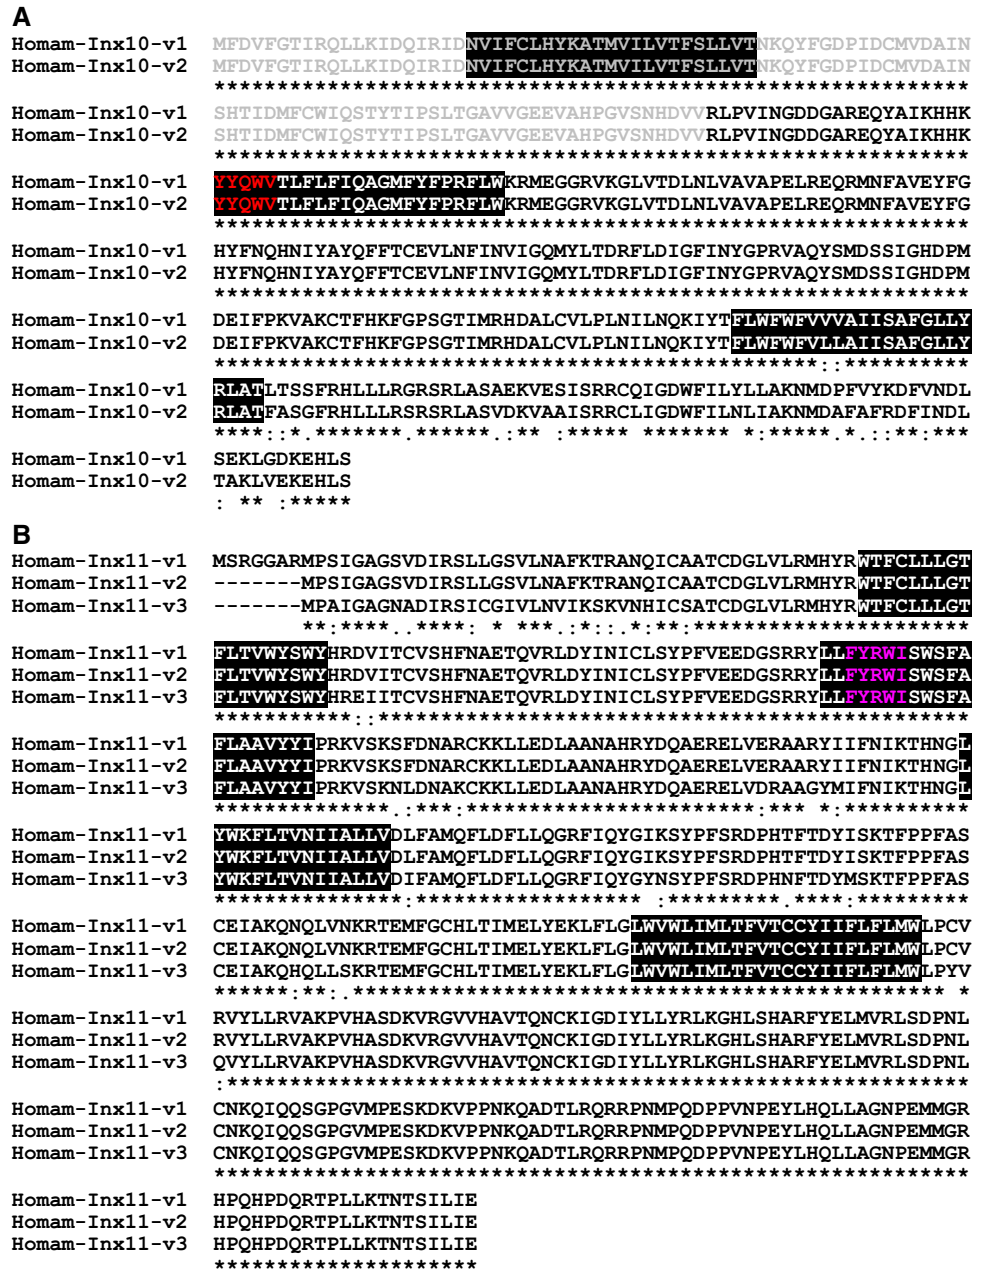 A
Homam-Inx10-v1 MFDVFGTIRQLLKIDQIRIDNVIFCLHYKATMVILVTFSLLVTNKQYFGDPIDCMVDAIN
Homam-Inx10-v2 MFDVFGTIRQLLKIDQIRIDNVIFCLHYKATMVILVTFSLLVTNKQYFGDPIDCMVDAIN
************************************************************
Homam-Inx10-v1 SHTIDMFCWIQSTYTIPSLTGAVVGEEVAHPGVSNHDVVRLPVINGDDGAREQYAIKHHK
Homam-Inx10-v2 SHTIDMFCWIQSTYTIPSLTGAVVGEEVAHPGVSNHDVVRLPVINGDDGAREQYAIKHHK
************************************************************
Homam-Inx10-v1 YYQWVTLFLFIQAGMFYFPRFLWKRMEGGRVKGLVTDLNLVAVAPELREQRMNFAVEYFG
Homam-Inx10-v2 YYQWVTLFLFIQAGMFYFPRFLWKRMEGGRVKGLVTDLNLVAVAPELREQRMNFAVEYFG
************************************************************
Homam-Inx10-v1 HYFNQHNIYAYQFFTCEVLNFINVIGQMYLTDRFLDIGFINYGPRVAQYSMDSSIGHDPM
Homam-Inx10-v2 HYFNQHNIYAYQFFTCEVLNFINVIGQMYLTDRFLDIGFINYGPRVAQYSMDSSIGHDPM
************************************************************
Homam-Inx10-v1 DEIFPKVAKCTFHKFGPSGTIMRHDALCVLPLNILNQKIYTFLWFWFVVVAIISAFGLLY
Homam-Inx10-v2 DEIFPKVAKCTFHKFGPSGTIMRHDALCVLPLNILNQKIYTFLWFWFVLLAIISAFGLLY
************************************************::**********
Homam-Inx10-v1 RLATLTSSFRHLLLRGRSRLASAEKVESISRRCQIGDWFILYLLAKNMDPFVYKDFVNDL
Homam-Inx10-v2 RLATFASGFRHLLLRSRSRLASVDKVAAISRRCLIGDWFILNLIAKNMDAFAFRDFINDL
****::*.*******.******.:** :***** ******* *:*****.*.::**:***
Homam-Inx10-v1 SEKLGDKEHLS
Homam-Inx10-v2 TAKLVEKEHLS
: ** :*****
B
Homam-Inx11-v1 MSRGGARMPSIGAGSVDIRSLLGSVLNAFKTRANQICAATCDGLVLRMHYRWTFCLLLGT
Homam-Inx11-v2 -------MPSIGAGSVDIRSLLGSVLNAFKTRANQICAATCDGLVLRMHYRWTFCLLLGT
Homam-Inx11-v3 -------MPAIGAGNADIRSICGIVLNVIKSKVNHICSATCDGLVLRMHYRWTFCLLLGT
**:****..****: * ***.:*::.*:**:**********************
Homam-Inx11-v1 FLTVWYSWYHRDVITCVSHFNAETQVRLDYINICLSYPFVEEDGSRRYLLFYRWISWSFA
Homam-Inx11-v2 FLTVWYSWYHRDVITCVSHFNAETQVRLDYINICLSYPFVEEDGSRRYLLFYRWISWSFA
Homam-Inx11-v3 FLTVWYSWYHREIITCVSHFNAETQVRLDYINICLSYPFVEEDGSRRYLLFYRWISWSFA
***********::***********************************************
Homam-Inx11-v1 FLAAVYYIPRKVSKSFDNARCKKLLEDLAANAHRYDQAERELVERAARYIIFNIKTHNGL
Homam-Inx11-v2 FLAAVYYIPRKVSKSFDNARCKKLLEDLAANAHRYDQAERELVERAARYIIFNIKTHNGL
Homam-Inx11-v3 FLAAVYYIPRKVSKNLDNAKCKKLLEDLAANAHRYDQAERELVDRAAGYMIFNIKTHNGL
**************.:***:***********************:*** *:**********
Homam-Inx11-v1 YWKFLTVNIIALLVDLFAMQFLDFLLQGRFIQYGIKSYPFSRDPHTFTDYISKTFPPFAS
Homam-Inx11-v2 YWKFLTVNIIALLVDLFAMQFLDFLLQGRFIQYGIKSYPFSRDPHTFTDYISKTFPPFAS
Homam-Inx11-v3 YWKFLTVNIIALLVDIFAMQFLDFLLQGRFIQYGYNSYPFSRDPHNFTDYMSKTFPPFAS
***************:****************** :*********.****:*********
Homam-Inx11-v1 CEIAKQNQLVNKRTEMFGCHLTIMELYEKLFLGLWVWLIMLTFVTCCYIIFLFLMWLPCV
Homam-Inx11-v2 CEIAKQNQLVNKRTEMFGCHLTIMELYEKLFLGLWVWLIMLTFVTCCYIIFLFLMWLPCV
Homam-Inx11-v3 CEIAKQHQLLSKRTEMFGCHLTIMELYEKLFLGLWVWLIMLTFVTCCYIIFLFLMWLPYV
******:**:.*********************************************** *
Homam-Inx11-v1 RVYLLRVAKPVHASDKVRGVVHAVTQNCKIGDIYLLYRLKGHLSHARFYELMVRLSDPNL
Homam-Inx11-v2 RVYLLRVAKPVHASDKVRGVVHAVTQNCKIGDIYLLYRLKGHLSHARFYELMVRLSDPNL
Homam-Inx11-v3 QVYLLRVAKPVHASDKVRGVVHAVTQNCKIGDIYLLYRLKGHLSHARFYELMVRLSDPNL
:***********************************************************
Homam-Inx11-v1 CNKQIQQSGPGVMPESKDKVPPNKQADTLRQRRPNMPQDPPVNPEYLHQLLAGNPEMMGR
Homam-Inx11-v2 CNKQIQQSGPGVMPESKDKVPPNKQADTLRQRRPNMPQDPPVNPEYLHQLLAGNPEMMGR
Homam-Inx11-v3 CNKQIQQSGPGVMPESKDKVPPNKQADTLRQRRPNMPQDPPVNPEYLHQLLAGNPEMMGR
************************************************************
Homam-Inx11-v1 HPQHPDQRTPLLKTNTSILIE
Homam-Inx11-v2 HPQHPDQRTPLLKTNTSILIE
Homam-Inx11-v3 HPQHPDQRTPLLKTNTSILIE
*********************